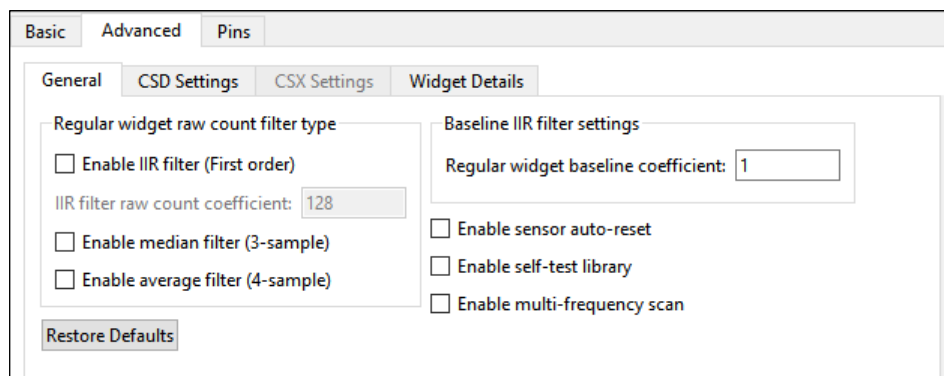 Basic Advanced Pins
General CSD Settings CSX Settings Widget Details
Regular widget raw count filter type
Enable IIR filter (First order)
IIR filter raw count coefficient: 128
Enable median filter (3-sample)
Enable average filter (4-sample)
Restore Defaults
Baseline IIR filter settings
Regular widget baseline coefficient: 1
Enable sensor auto-reset
Enable self-test library
Enable multi-frequency scan